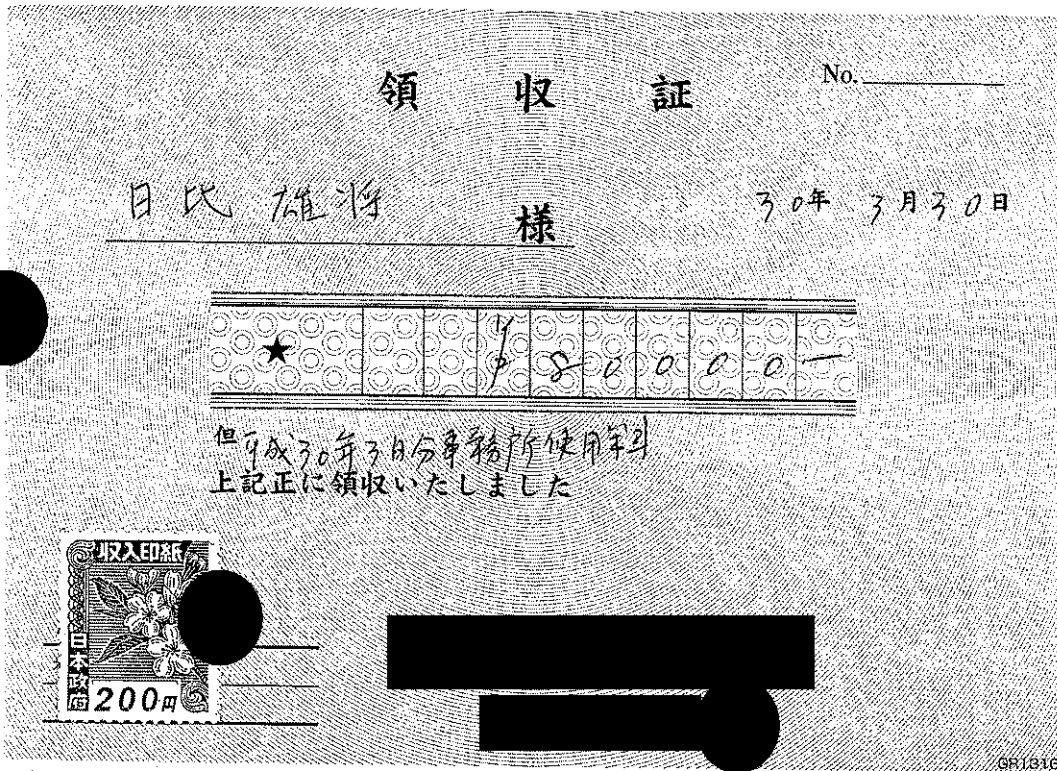 領収証
No.
日比 雄将 様
30年 3月30日
★ ¥80000-
但 平成30年3月分事務所使用料
上記正に領収いたしました
収入印紙
日本政府
200円
GR1310